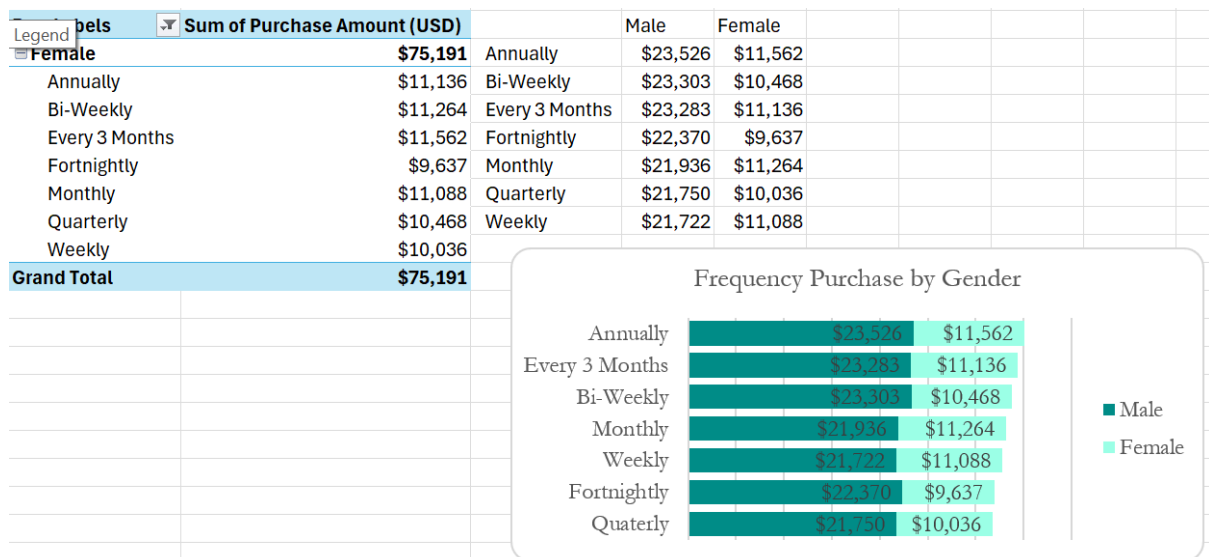 Legend
bels Sum of Purchase Amount (USD) Male Female
Female $75,191 Annually $23,526 $11,562
Annually $11,136 Bi-Weekly $23,303 $10,468
Bi-Weekly $11,264 Every 3 Months $23,283 $11,136
Every 3 Months $11,562 Fortnightly $22,370 $9,637
Fortnightly $9,637 Monthly $21,936 $11,264
Monthly $11,088 Quarterly $21,750 $10,036
Quarterly $10,468 Weekly $21,722 $11,088
Weekly $10,036
Grand Total $75,191
Frequency Purchase by Gender
Annually $23,526 $11,562
Every 3 Months $23,283 $11,136
Bi-Weekly $23,303 $10,468
Monthly $21,936 $11,264
Weekly $21,722 $11,088
Fortnightly $22,370 $9,637
Quaterly $21,750 $10,036
Male
Female